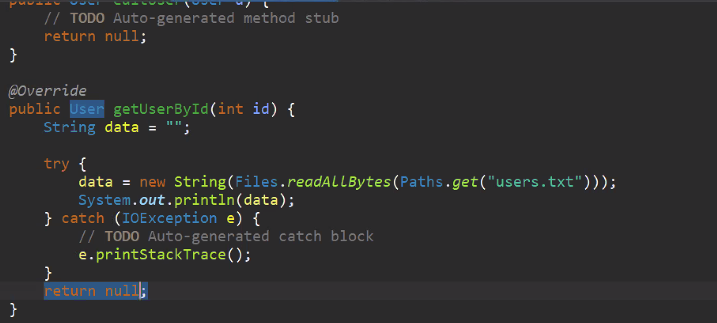 public User editUser(User u) {
    // TODO Auto-generated method stub
    return null;
}
@Override
public User getUserById(int id) {
    String data = "";
    try {
        data = new String(Files.readAllBytes(Paths.get("users.txt")));
        System.out.println(data);
    } catch (IOException e) {
        // TODO Auto-generated catch block
        e.printStackTrace();
    }
    return null;
}